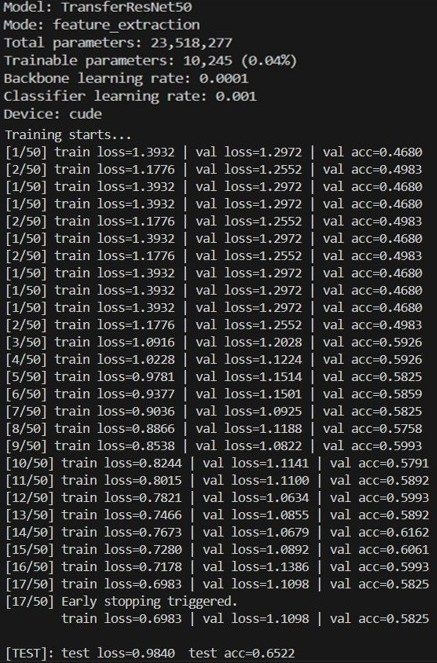 Model: TransferResNet50
Mode: feature_extraction
Total parameters: 23,518,277
Trainable parameters: 10,245 (0.04%)
Backbone learning rate: 0.0001
Classifier learning rate: 0.001
Device: cude
Training starts...
[1/50] train loss=1.3932 | val loss=1.2972 | val acc=0.4680
[2/50] train loss=1.1776 | val loss=1.2552 | val acc=0.4983
[1/50] train loss=1.3932 | val loss=1.2972 | val acc=0.4680
[1/50] train loss=1.3932 | val loss=1.2972 | val acc=0.4680
[2/50] train loss=1.1776 | val loss=1.2552 | val acc=0.4983
[1/50] train loss=1.3932 | val loss=1.2972 | val acc=0.4680
[2/50] train loss=1.1776 | val loss=1.2552 | val acc=0.4983
[1/50] train loss=1.3932 | val loss=1.2972 | val acc=0.4680
[1/50] train loss=1.3932 | val loss=1.2972 | val acc=0.4680
[1/50] train loss=1.3932 | val loss=1.2972 | val acc=0.4680
[2/50] train loss=1.1776 | val loss=1.2552 | val acc=0.4983
[3/50] train loss=1.0916 | val loss=1.2028 | val acc=0.5926
[4/50] train loss=1.0228 | val loss=1.1224 | val acc=0.5926
[5/50] train loss=0.9781 | val loss=1.1514 | val acc=0.5825
[6/50] train loss=0.9377 | val loss=1.1501 | val acc=0.5859
[7/50] train loss=0.9036 | val loss=1.0925 | val acc=0.5825
[8/50] train loss=0.8866 | val loss=1.1188 | val acc=0.5758
[9/50] train loss=0.8538 | val loss=1.0822 | val acc=0.5993
[10/50] train loss=0.8244 | val loss=1.1141 | val acc=0.5791
[11/50] train loss=0.8015 | val loss=1.1100 | val acc=0.5892
[12/50] train loss=0.7821 | val loss=1.0634 | val acc=0.5993
[13/50] train loss=0.7466 | val loss=1.0855 | val acc=0.5892
[14/50] train loss=0.7673 | val loss=1.0679 | val acc=0.6162
[15/50] train loss=0.7280 | val loss=1.0892 | val acc=0.6061
[16/50] train loss=0.7178 | val loss=1.1386 | val acc=0.5993
[17/50] train loss=0.6983 | val loss=1.1098 | val acc=0.5825
[17/50] Early stopping triggered.
train loss=0.6983 | val loss=1.1098 | val acc=0.5825
[TEST]: test loss=0.9840 test acc=0.6522